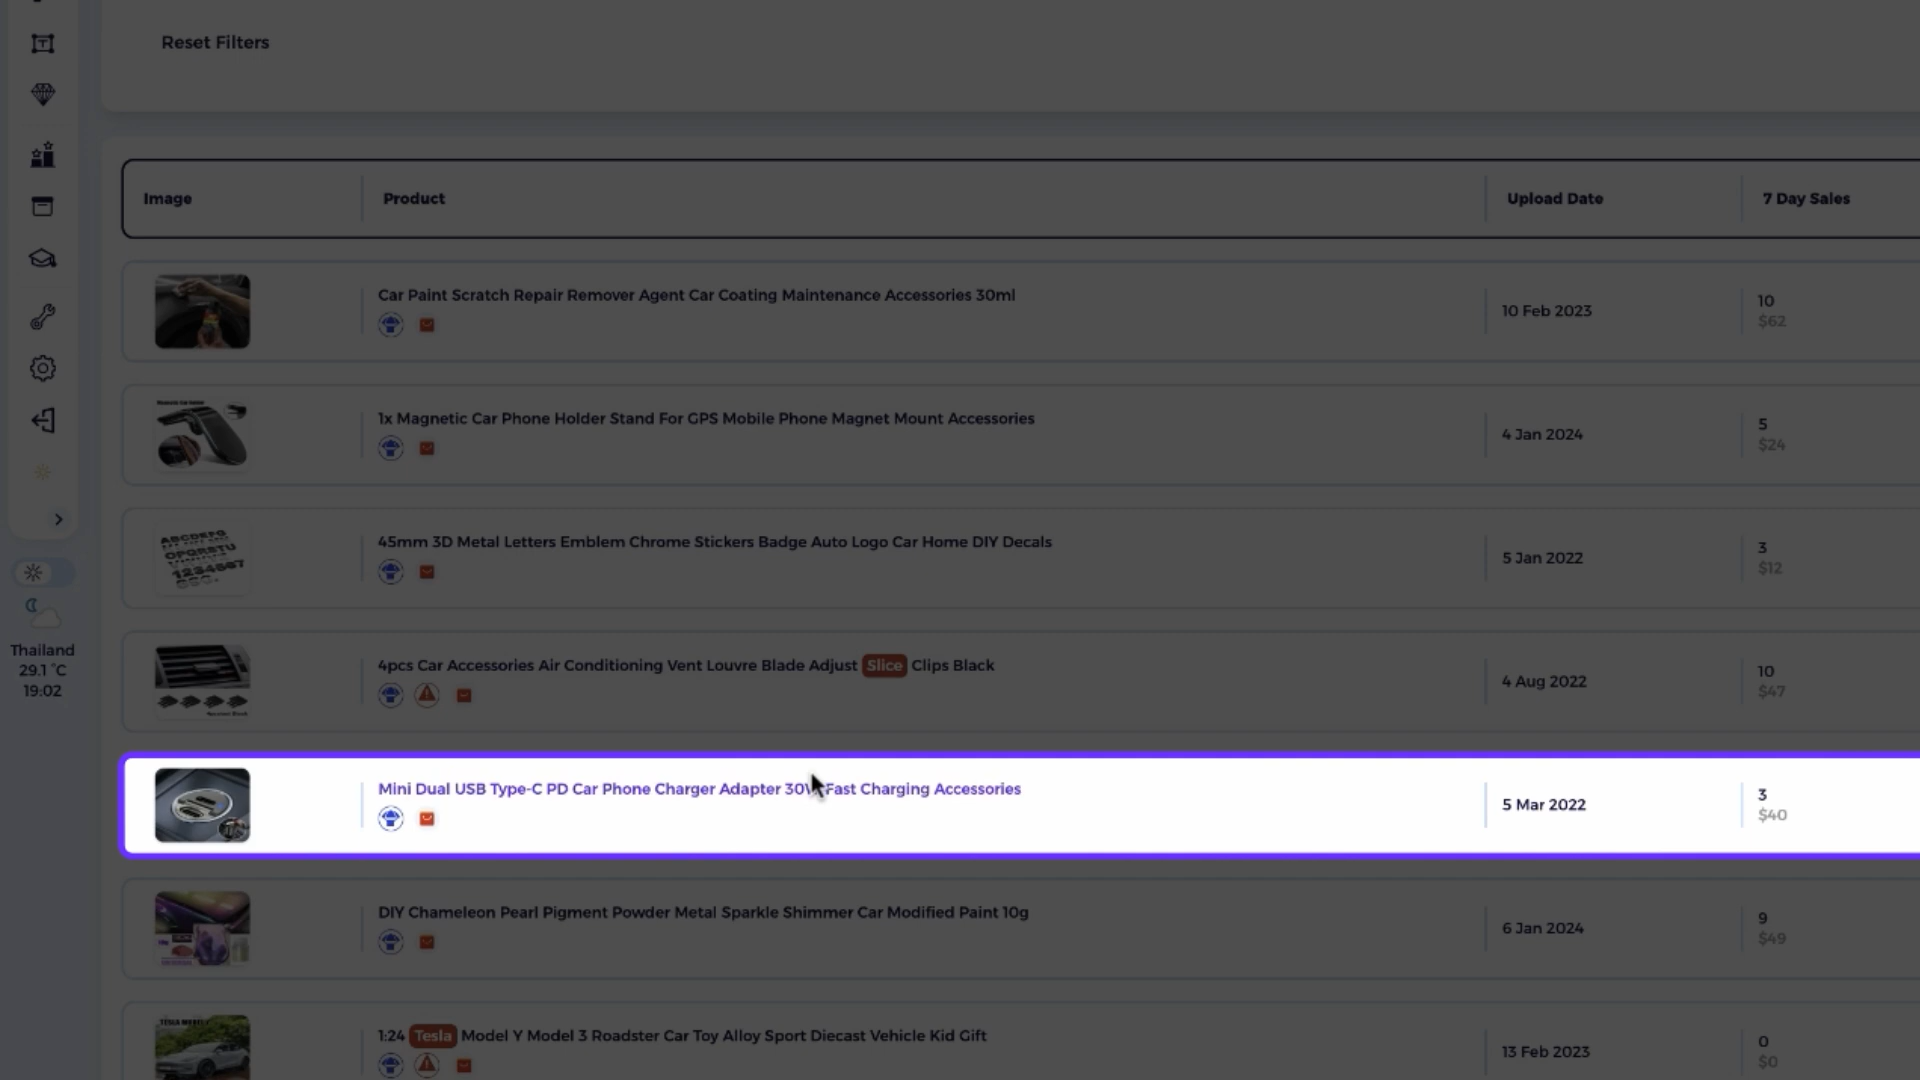 Reset Filters
Image Product Upload Date 7 Day Sales
Car Paint Scratch Repair Remover Agent Car Coating Maintenance Accessories 30ml
10 Feb 2023
10
$62
1x Magnetic Car Phone Holder Stand For GPS Mobile Phone Magnet Mount Accessories
4 Jan 2024
5
$24
45mm 3D Metal Letters Emblem Chrome Stickers Badge Auto Logo Car Home DIY Decals
5 Jan 2022
3
$12
4pcs Car Accessories Air Conditioning Vent Louvre Blade Adjust Slice Clips Black
4 Aug 2022
10
$47
Mini Dual USB Type-C PD Car Phone Charger Adapter 30W Fast Charging Accessories
5 Mar 2022
3
$40
DIY Chameleon Pearl Pigment Powder Metal Sparkle Shimmer Car Modified Paint 10g
6 Jan 2024
9
$49
1:24 Tesla Model Y Model 3 Roadster Car Toy Alloy Sport Diecast Vehicle Kid Gift
13 Feb 2023
0
$0
Thailand
29.1 °C
19:02